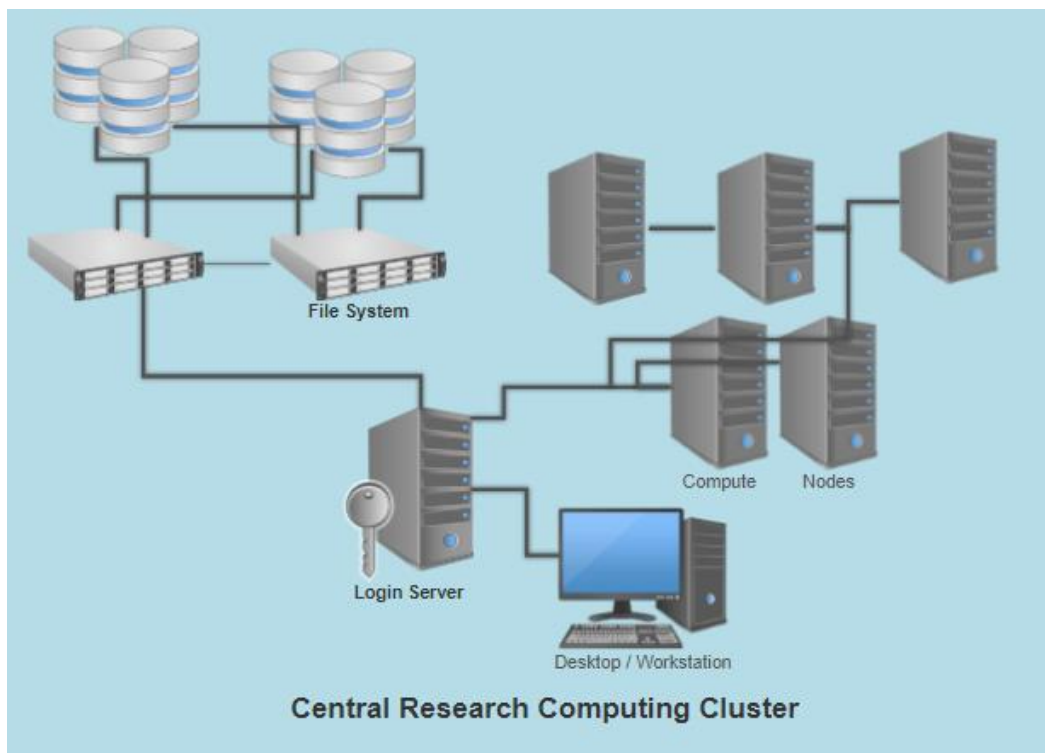 File System
Compute Nodes
Login Server
Desktop / Workstation
Central Research Computing Cluster